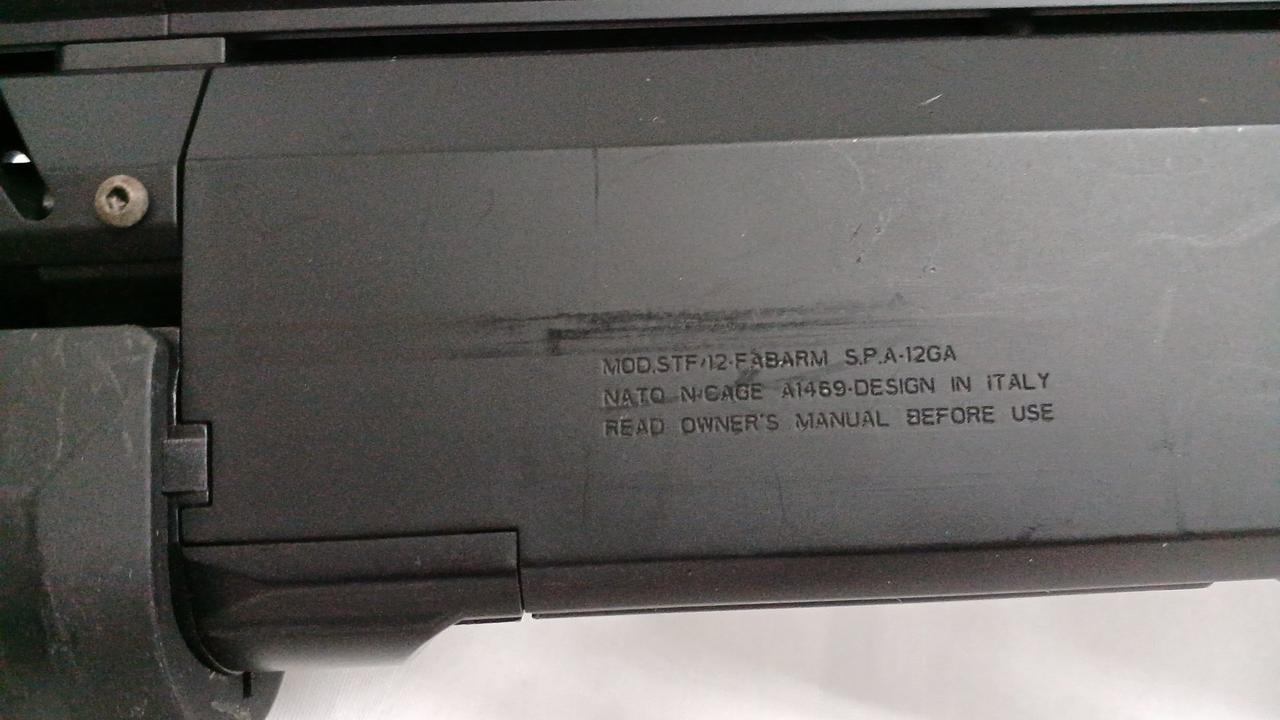 MOD.STF/12-FABARM S.P.A-12GA
NATO N-CAGE A1469-DESIGN IN ITALY
READ OWNER'S MANUAL BEFORE USE